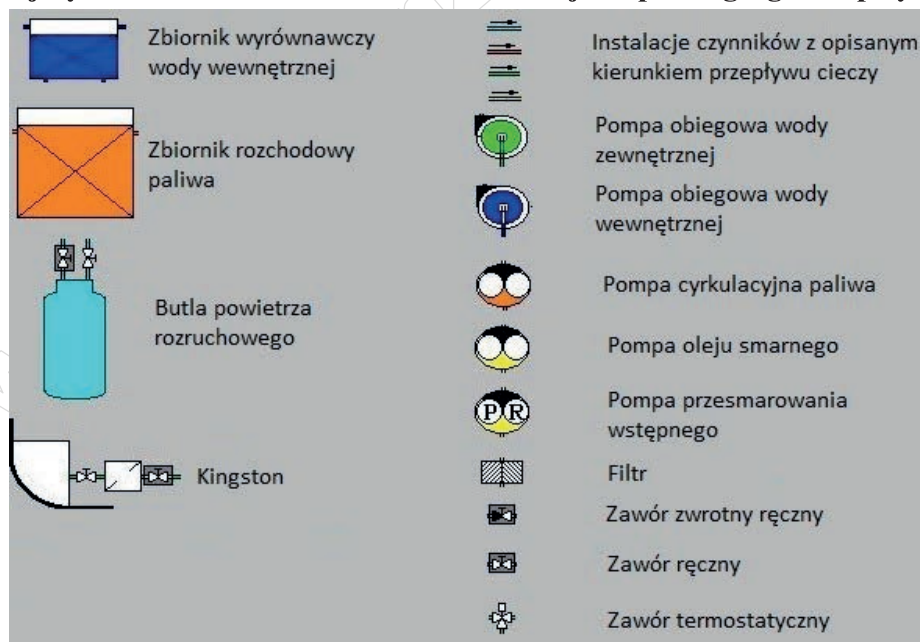 Zbiornik wyrównawczy
wody wewnętrznej
Zbiornik rozchodowy
paliwa
Butla powietrza
rozruchowego
Kingston
Instalacje czynników z opisanym
kierunkiem przepływu cieczy
Pompa obiegowa wody
zewnętrznej
Pompa obiegowa wody
wewnętrznej
Pompa cyrkulacyjna paliwa
Pompa oleju smarnego
P R
Pompa przesmarowania
wstępnego
Filtr
Zawór zwrotny ręczny
Zawór ręczny
Zawór termostatyczny